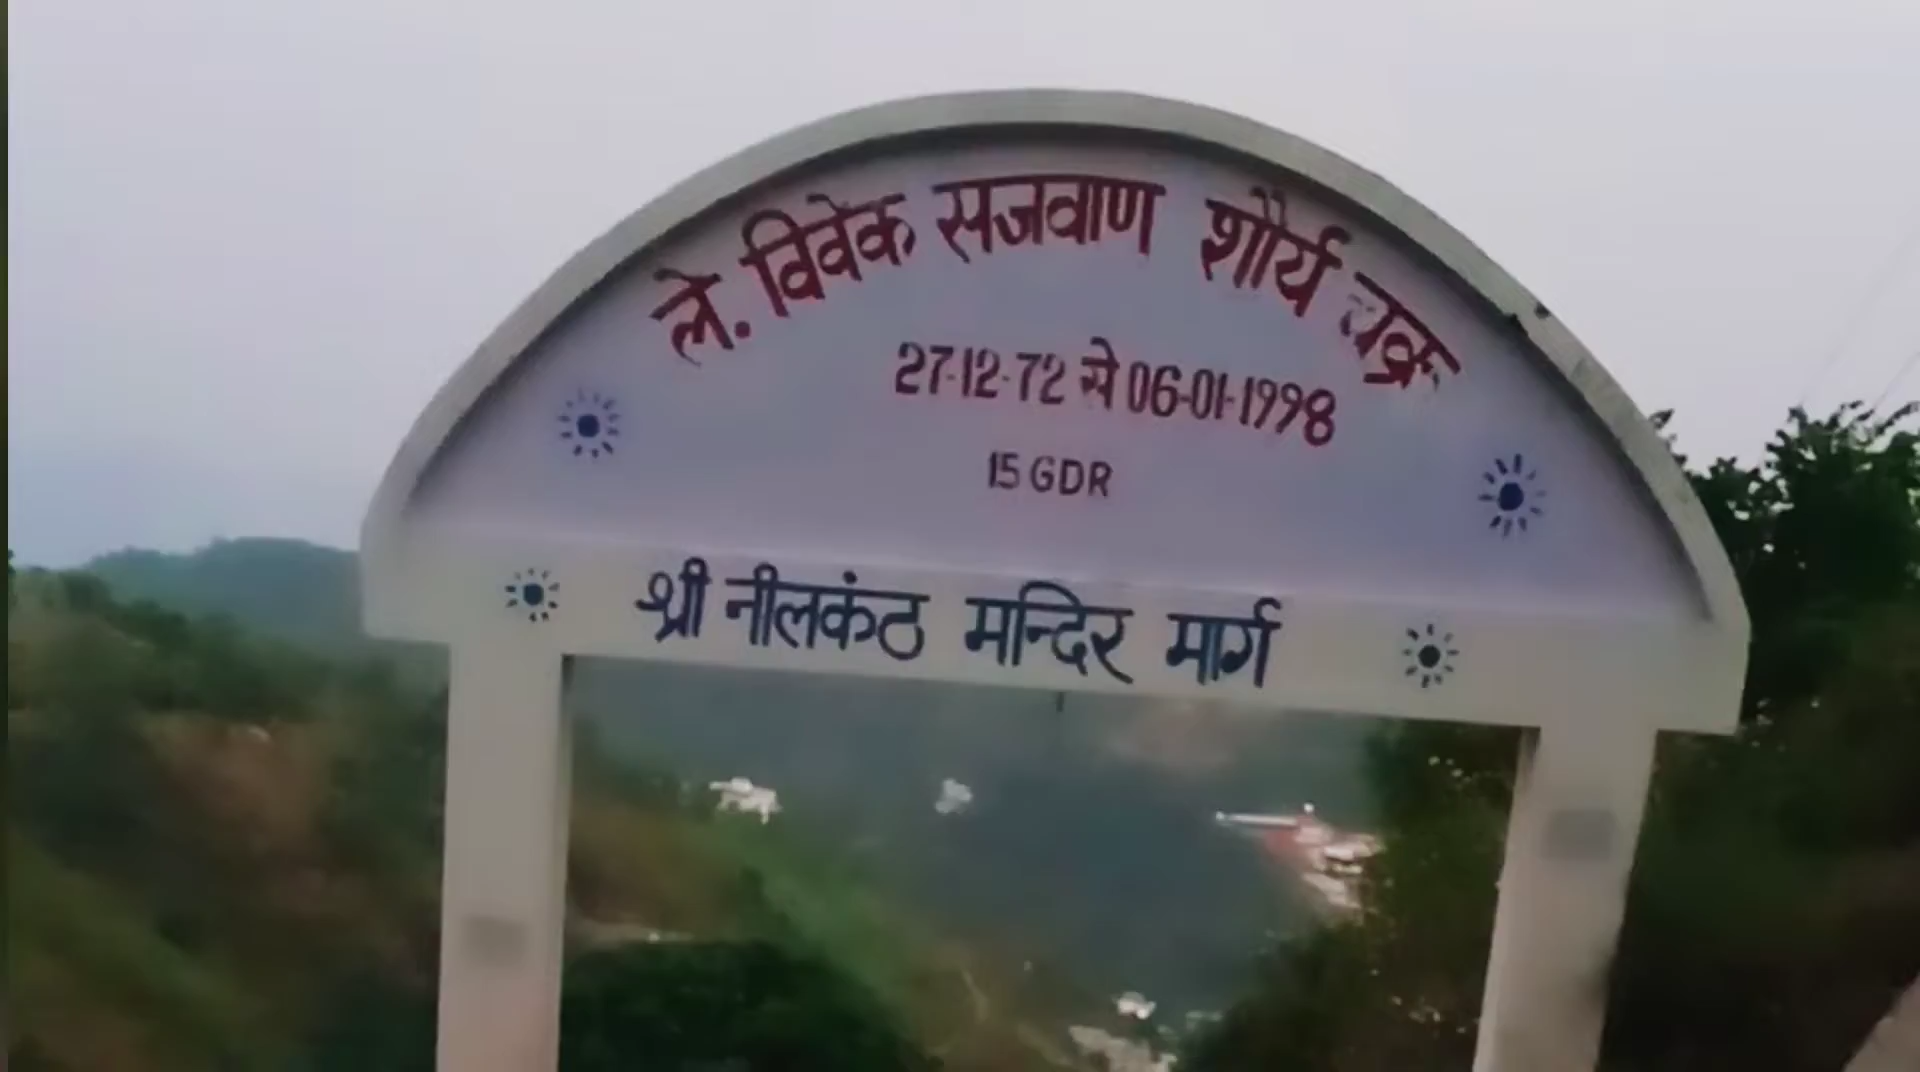 ले. विवेक सजवाण शौर्य चक्र
27-12-72 से 06-01-1998
15 GDR
श्री नीलकंठ मन्दिर मार्ग